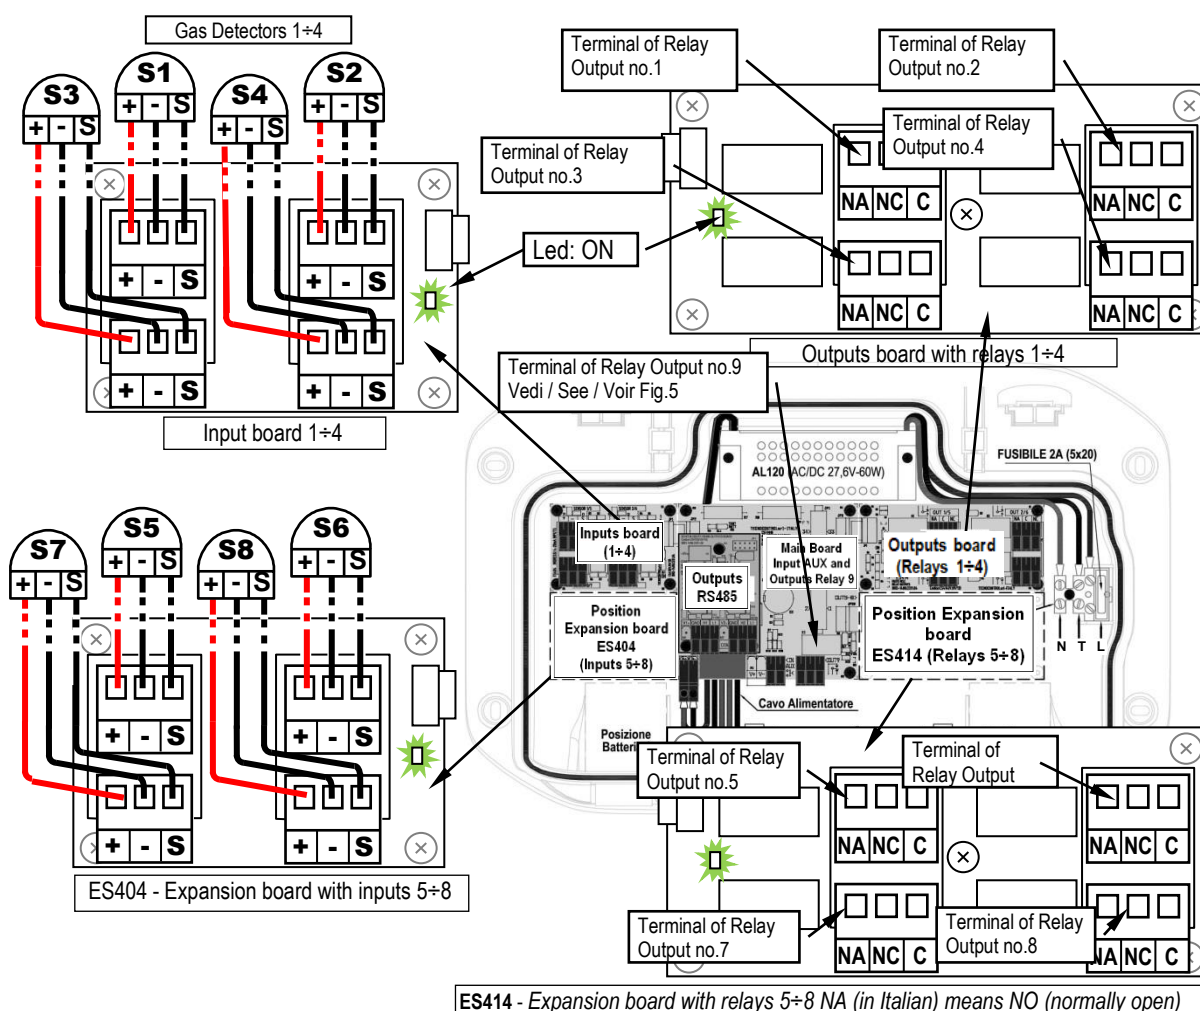 Gas Detectors 1÷4
S3
+ - S
S1
+ - S
S4
+ - S
S2
+ - S
+ - S
+ - S
+ - S
+ - S
Input board 1÷4
Led: ON
Terminal of Relay
Output no.1
Terminal of Relay
Output no.2
Terminal of Relay
Output no.3
Terminal of Relay
Output no.4
NA NC C
NA NC C
NA NC C
NA NC C
Outputs board with relays 1÷4
Terminal of Relay Output no.9
Vedi / See / Voir Fig.5
AL120 (AC/DC 27,6V-60W)
FUSIBILE 2A (5x20)
Inputs board
(1÷4)
Outputs
RS485
Main Board
Input AUX and
Outputs Relay 9
Outputs board
(Relays 1÷4)
Position
Expansion board
ES404
(Inputs 5÷8)
Position Expansion
board
ES414 (Relays 5÷8)
N T L
Cavo Alimentatore
Posizione
S7
+ - S
S5
+ - S
S8
+ - S
S6
+ - S
+ - S
+ - S
+ - S
+ - S
ES404 - Expansion board with inputs 5÷8
Terminal of Relay
Output no.5
Terminal of
Relay Output
NA NC C
NA NC C
Terminal of Relay
Output no.7
Terminal of Relay
Output no.8
NA NC C
NA NC C
ES414 - Expansion board with relays 5÷8 NA (in Italian) means NO (normally open)